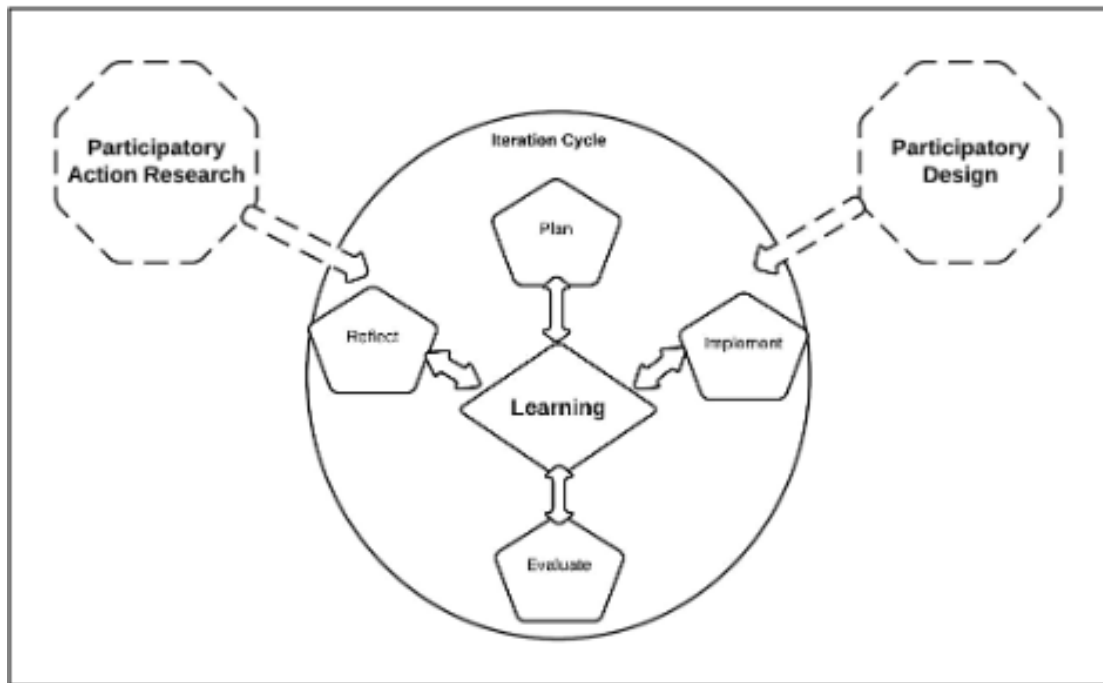 Participatory
Action Research
Participatory
Design
Iteration Cycle
Plan
Reflect
Implement
Learning
Evaluate